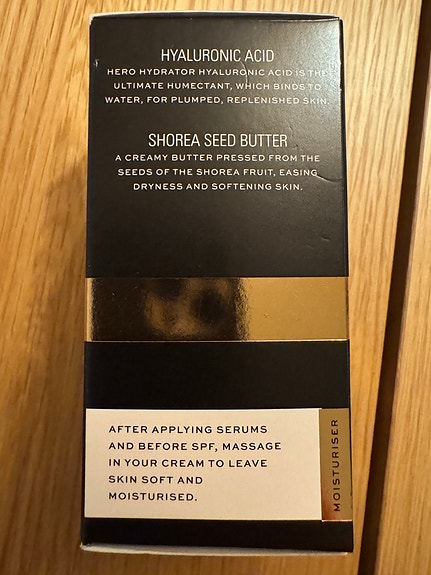 HYALURONIC ACID
HERO HYDRATOR HYALURONIC ACID IS THE
ULTIMATE HUMECTANT, WHICH BINDS TO
WATER, FOR PLUMPED, REPLENISHED SKIN.
SHOREA SEED BUTTER
A CREAMY BUTTER PRESSED FROM THE
SEEDS OF THE SHOREA FRUIT, EASING
DRYNESS AND SOFTENING SKIN.
AFTER APPLYING SERUMS
AND BEFORE SPF, MASSAGE
IN YOUR CREAM TO LEAVE
SKIN SOFT AND
MOISTURISED.
MOISTURISER